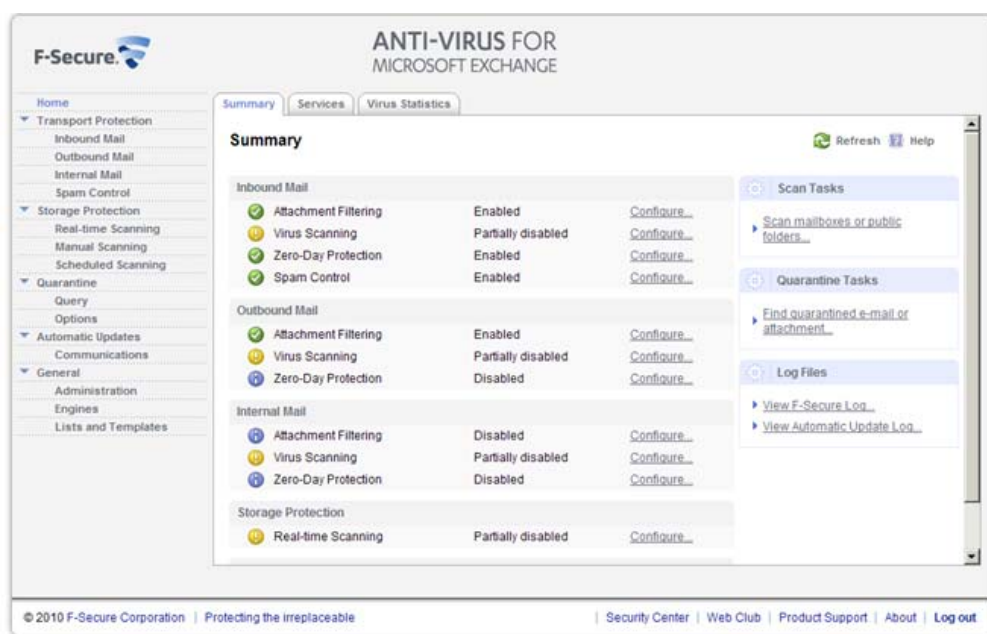 F-Secure.
ANTI-VIRUS FOR
MICROSOFT EXCHANGE
Home
Transport Protection
Inbound Mail
Outbound Mail
Internal Mail
Spam Control
Storage Protection
Real-time Scanning
Manual Scanning
Scheduled Scanning
Quarantine
Query
Options
Automatic Updates
Communications
General
Administration
Engines
Lists and Templates
Summary Services Virus Statistics
Summary
Refresh Help
Inbound Mail
Attachment Filtering Enabled Configure...
Virus Scanning Partially disabled Configure...
Zero-Day Protection Enabled Configure...
Spam Control Enabled Configure...
Outbound Mail
Attachment Filtering Enabled Configure...
Virus Scanning Partially disabled Configure...
Zero-Day Protection Disabled Configure...
Internal Mail
Attachment Filtering Disabled Configure...
Virus Scanning Partially disabled Configure...
Zero-Day Protection Disabled Configure...
Storage Protection
Real-time Scanning Partially disabled Configure...
Scan Tasks
Scan mailboxes or public
folders...
Quarantine Tasks
Find quarantined e-mail or
attachment...
Log Files
View F-Secure Log...
View Automatic Update Log...
© 2010 F-Secure Corporation | Protecting the irreplaceable | Security Center | Web Club | Product Support | About | Log out